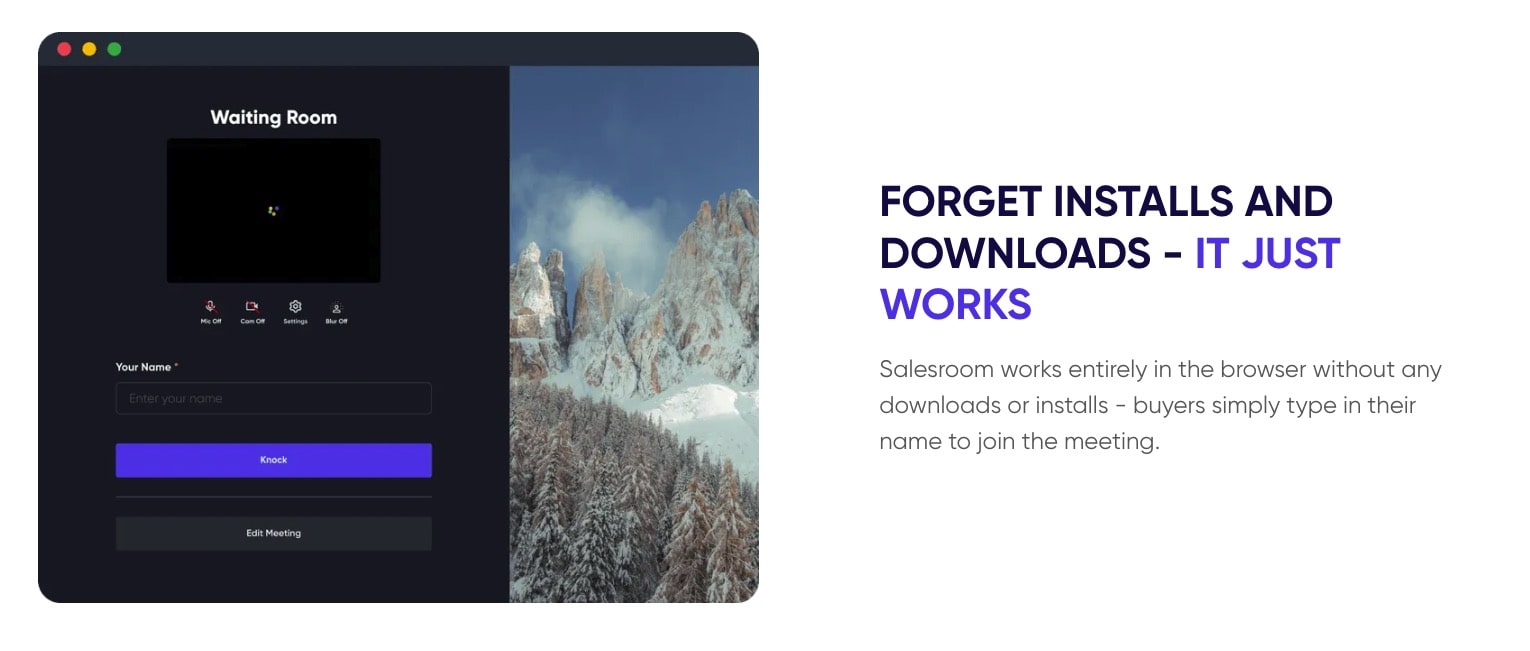 Waiting Room
Mic Off Cam Off Settings Blur Off
Your Name *
Enter your name
Knock
Edit Meeting
FORGET INSTALLS AND
DOWNLOADS - IT JUST
WORKS
Salesroom works entirely in the browser without any
downloads or installs - buyers simply type in their
name to join the meeting.